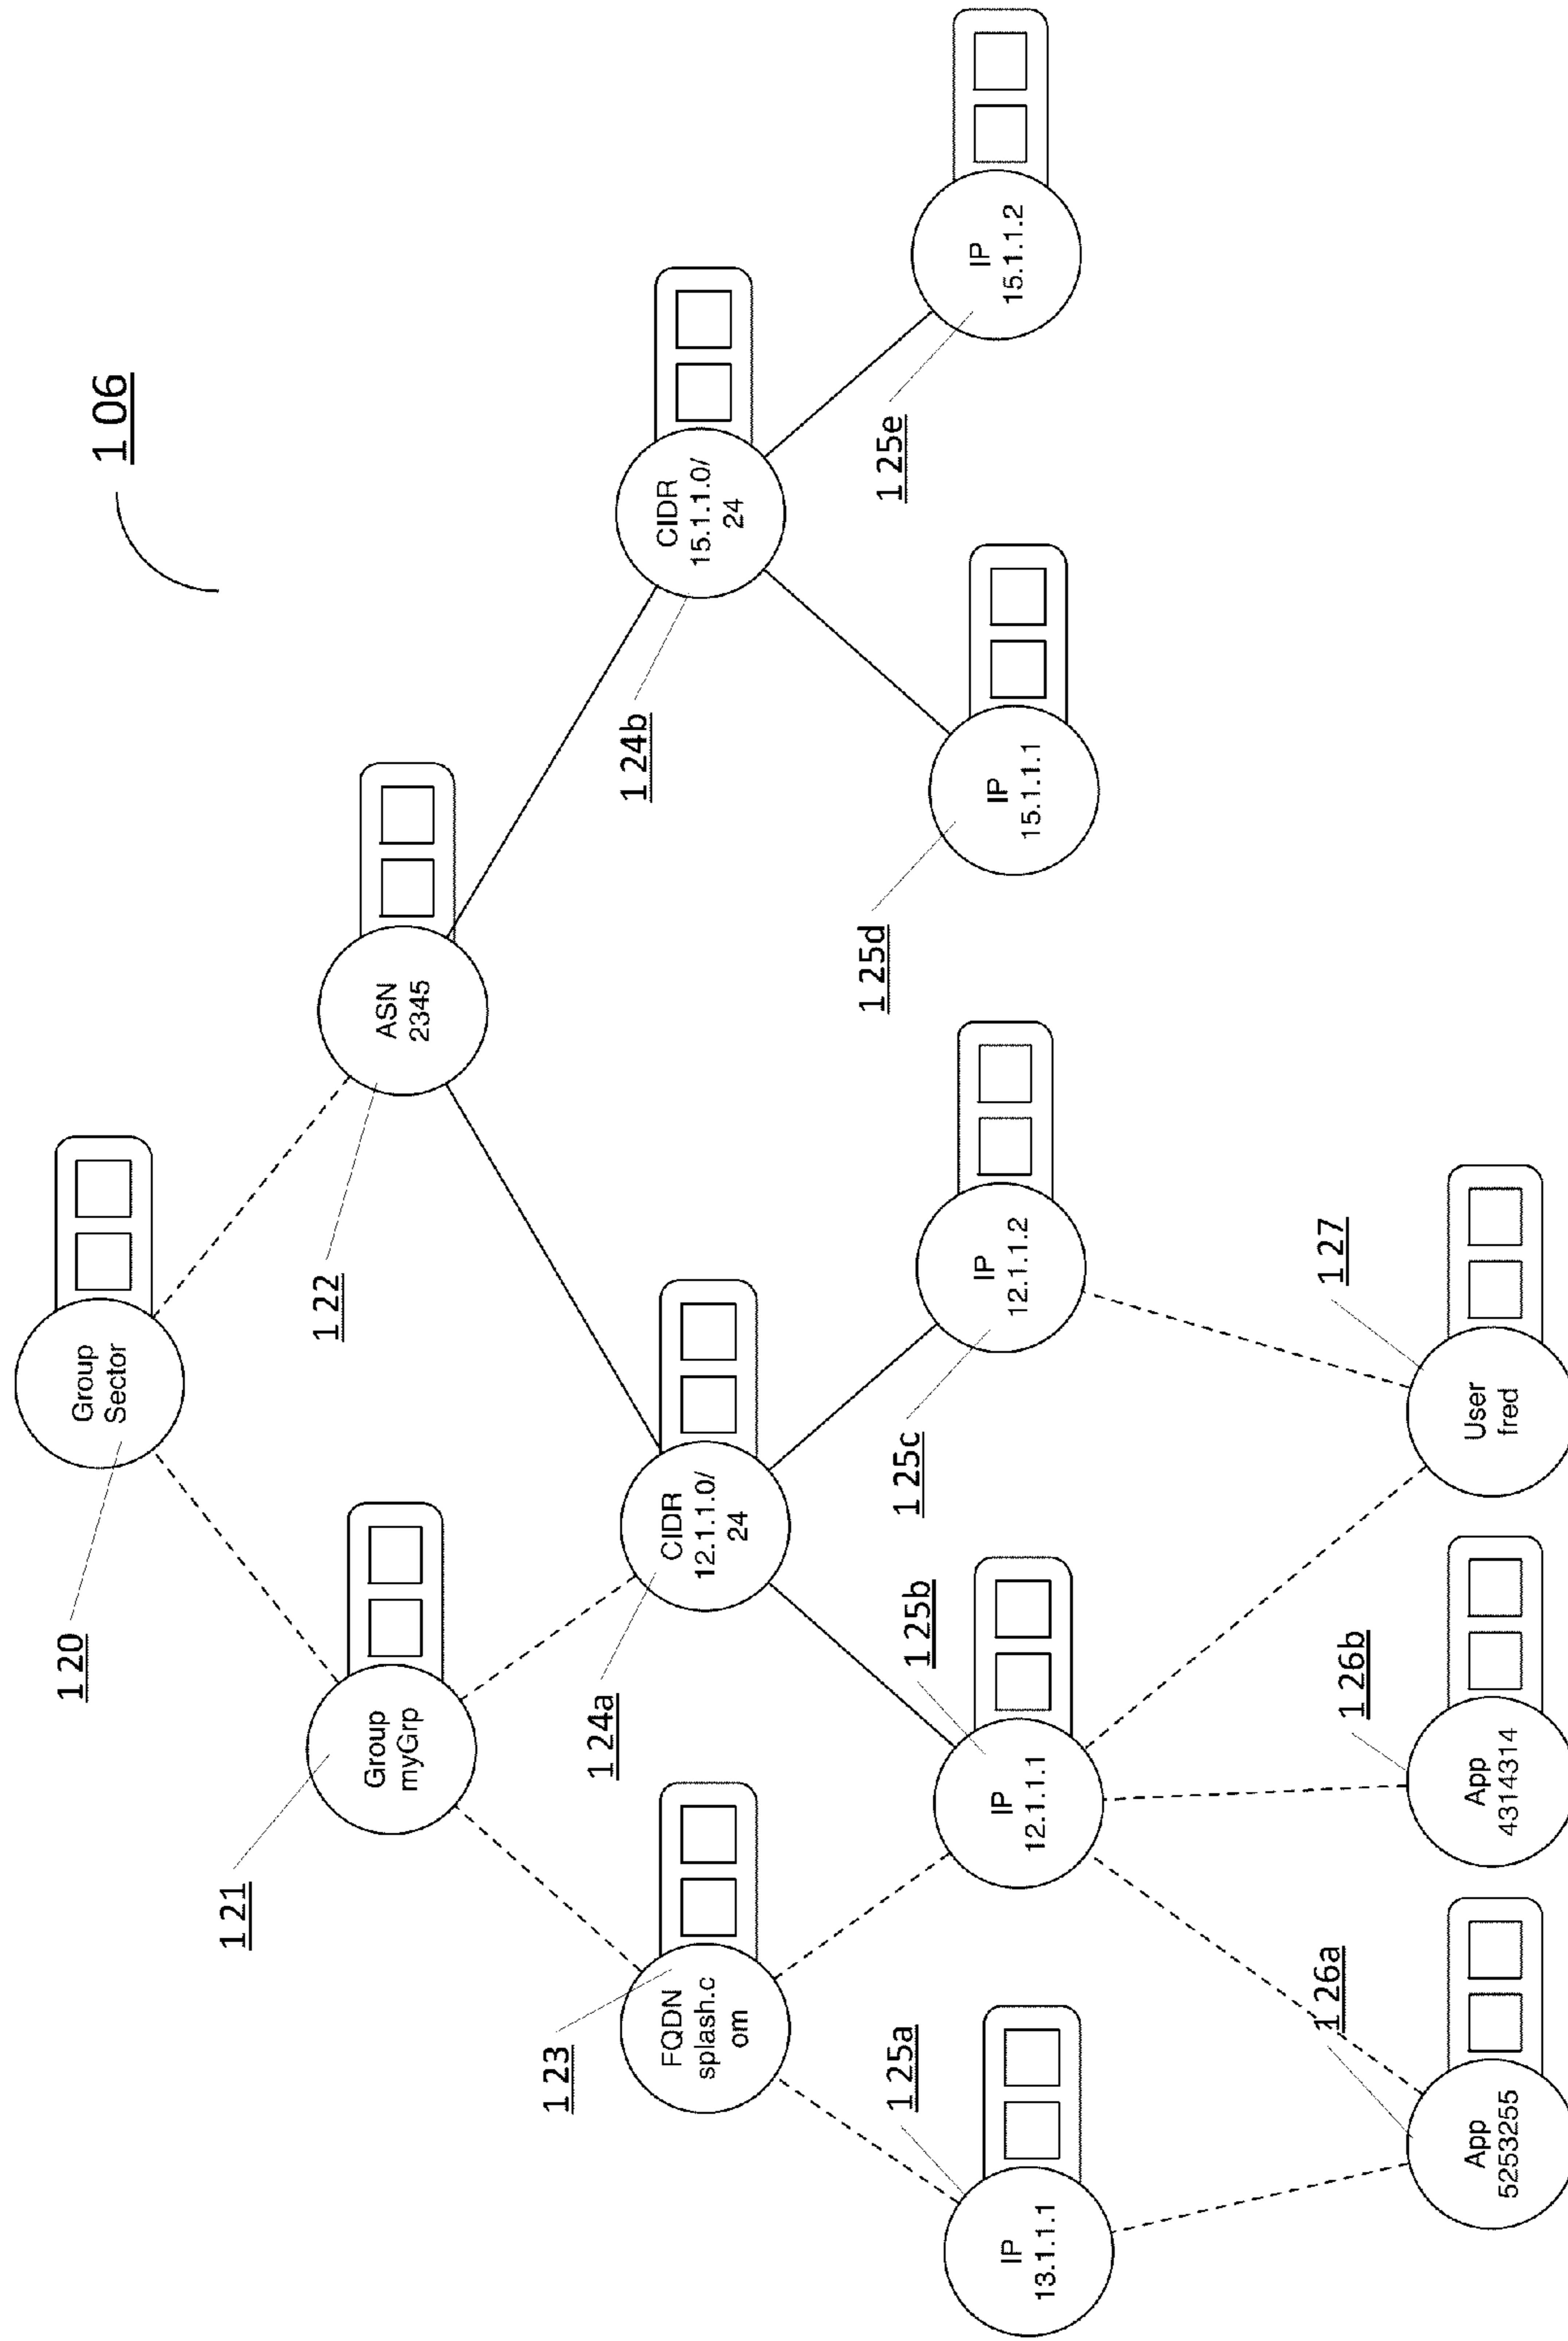 106
120
Group
Sector
121
Group
myGrp
122
ASN
2345
123
FQDN
splash.c
om
124a
CIDR
12.1.1.0/
24
124b
CIDR
15.1.1.0/
24
125a
IP
13.1.1.1
125b
IP
12.1.1.1
125c
IP
12.1.1.2
125d
IP
15.1.1.1
125e
IP
15.1.1.2
126a
App
5253255
126b
App
4314314
127
User
fred